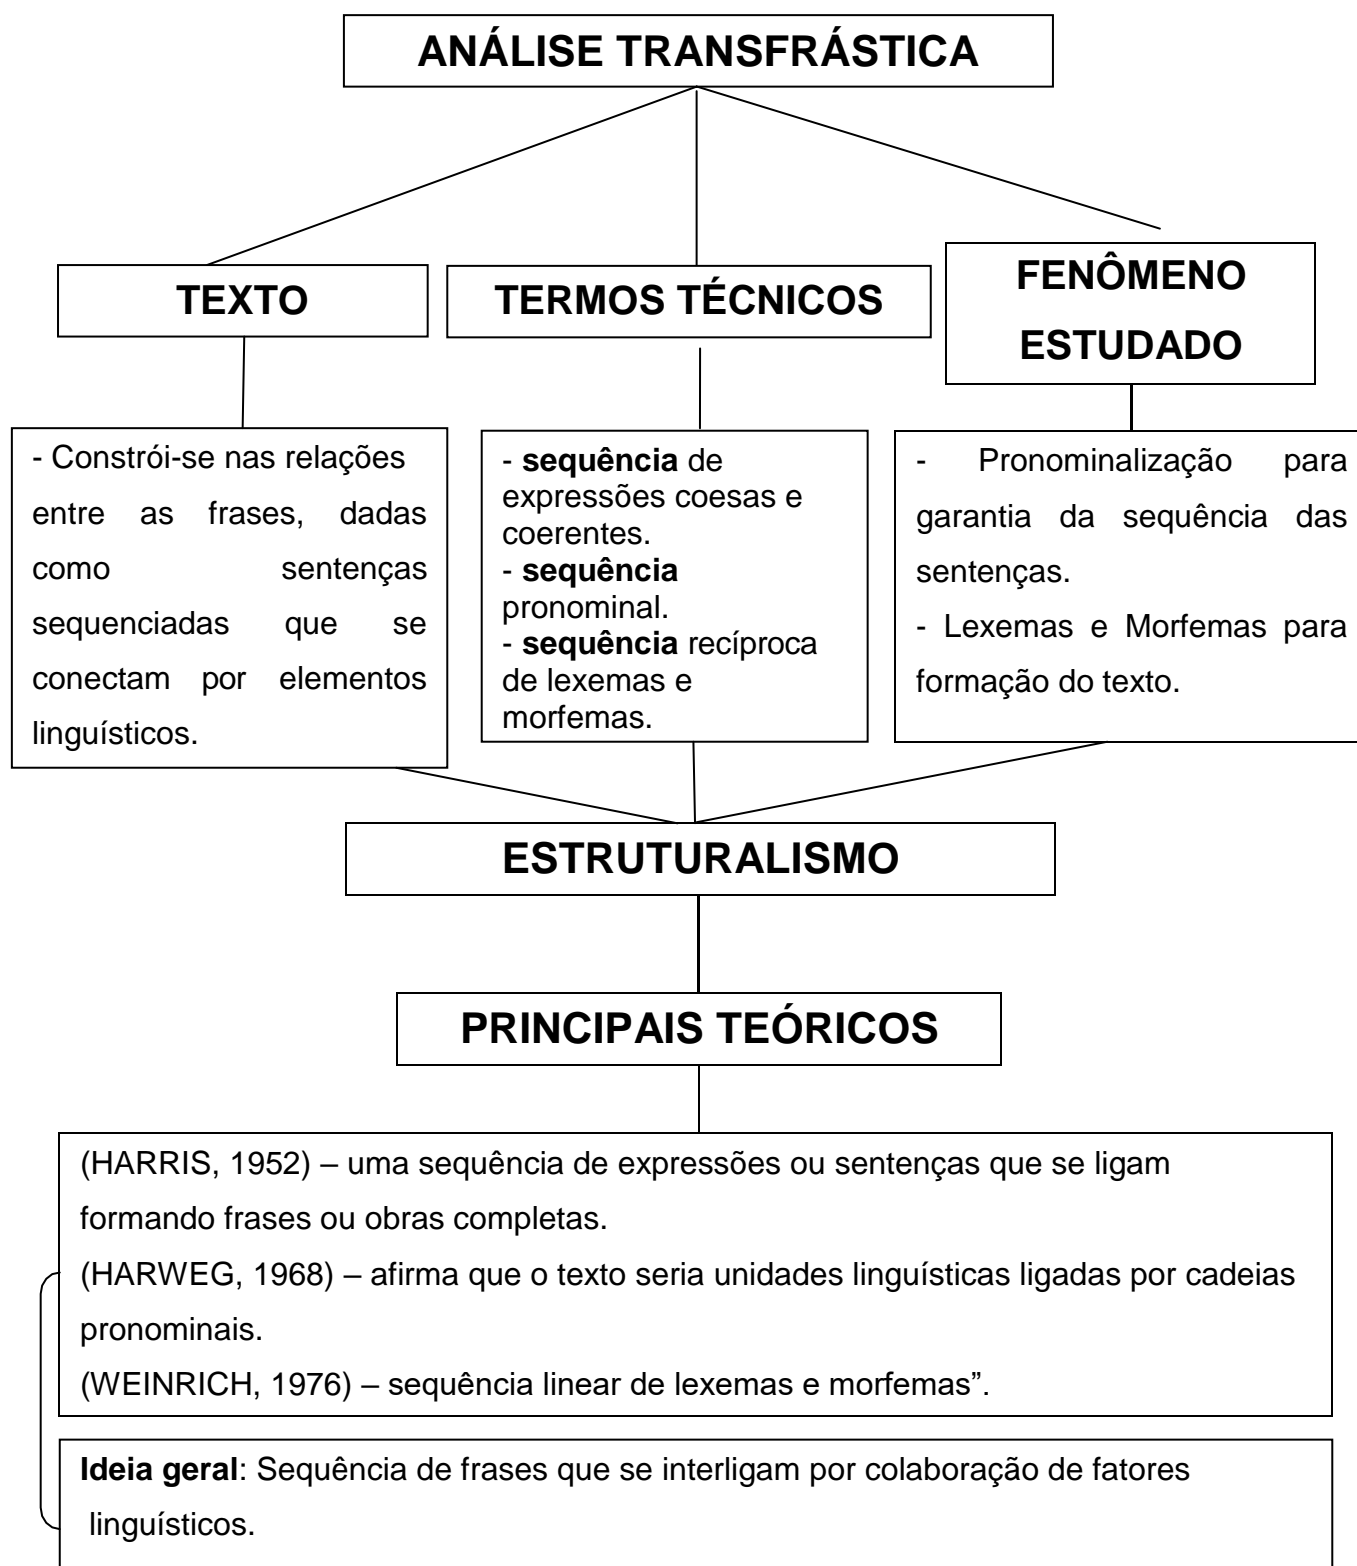 ANÁLISE TRANSFRÁSTICA
TEXTO
TERMOS TÉCNICOS
FENÔMENO
ESTUDADO
- Constrói-se nas relações
entre as frases, dadas
como sentenças
sequenciadas que se
conectam por elementos
linguísticos.
- sequência de
expressões coesas e
coerentes.
- sequência
pronominal.
- sequência recíproca
de lexemas e
morfemas.
- Pronominalização para
garantia da sequência das
sentenças.
- Lexemas e Morfemas para
formação do texto.
ESTRUTURALISMO
PRINCIPAIS TEÓRICOS
(HARRIS, 1952) – uma sequência de expressões ou sentenças que se ligam
formando frases ou obras completas.
(HARWEG, 1968) – afirma que o texto seria unidades linguísticas ligadas por cadeias
pronominais.
(WEINRICH, 1976) – sequência linear de lexemas e morfemas”.
Ideia geral: Sequência de frases que se interligam por colaboração de fatores
linguísticos.